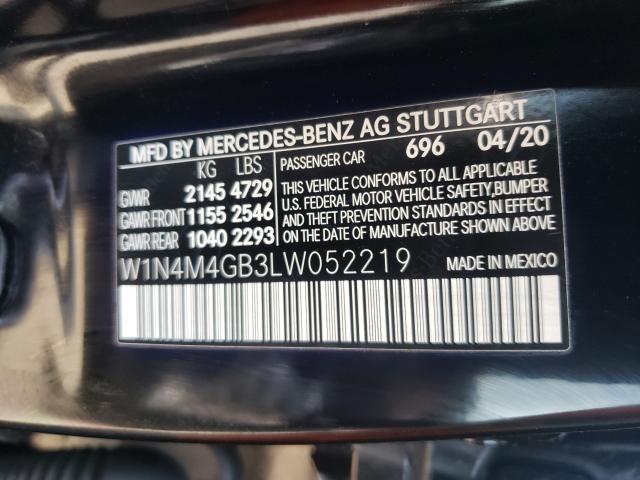 MFD BY MERCEDES-BENZ AG STUTTGART
KG LBS
GVWR 2145 4729
GAWR FRONT 1155 2546
GAWR REAR 1040 2293
PASSENGER CAR 696 04/20
THIS VEHICLE CONFORMS TO ALL APPLICABLE
U.S. FEDERAL MOTOR VEHICLE SAFETY, BUMPER
AND THEFT PREVENTION STANDARDS IN EFFECT
ON THE DATE OF MANUFACTURE SHOWN ABOVE
W1N4M4GB3LW052219 MADE IN MEXICO